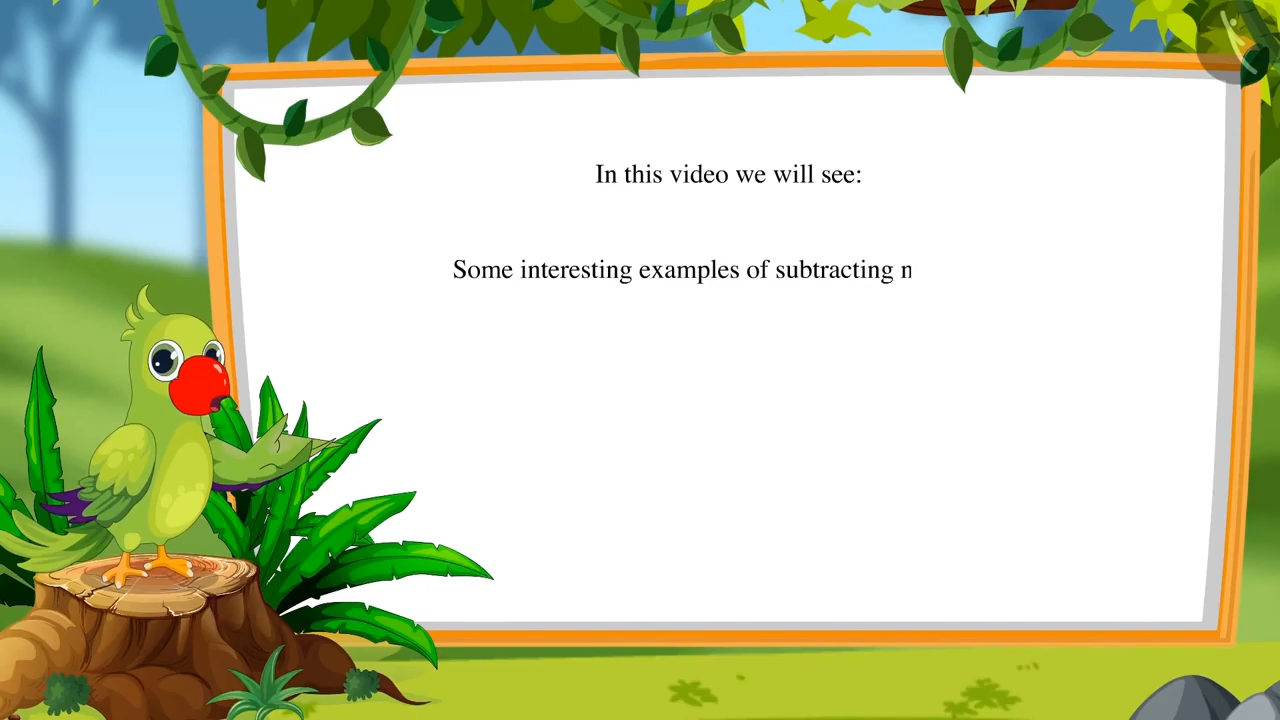 In this video we will see:
Some interesting examples of subtracting